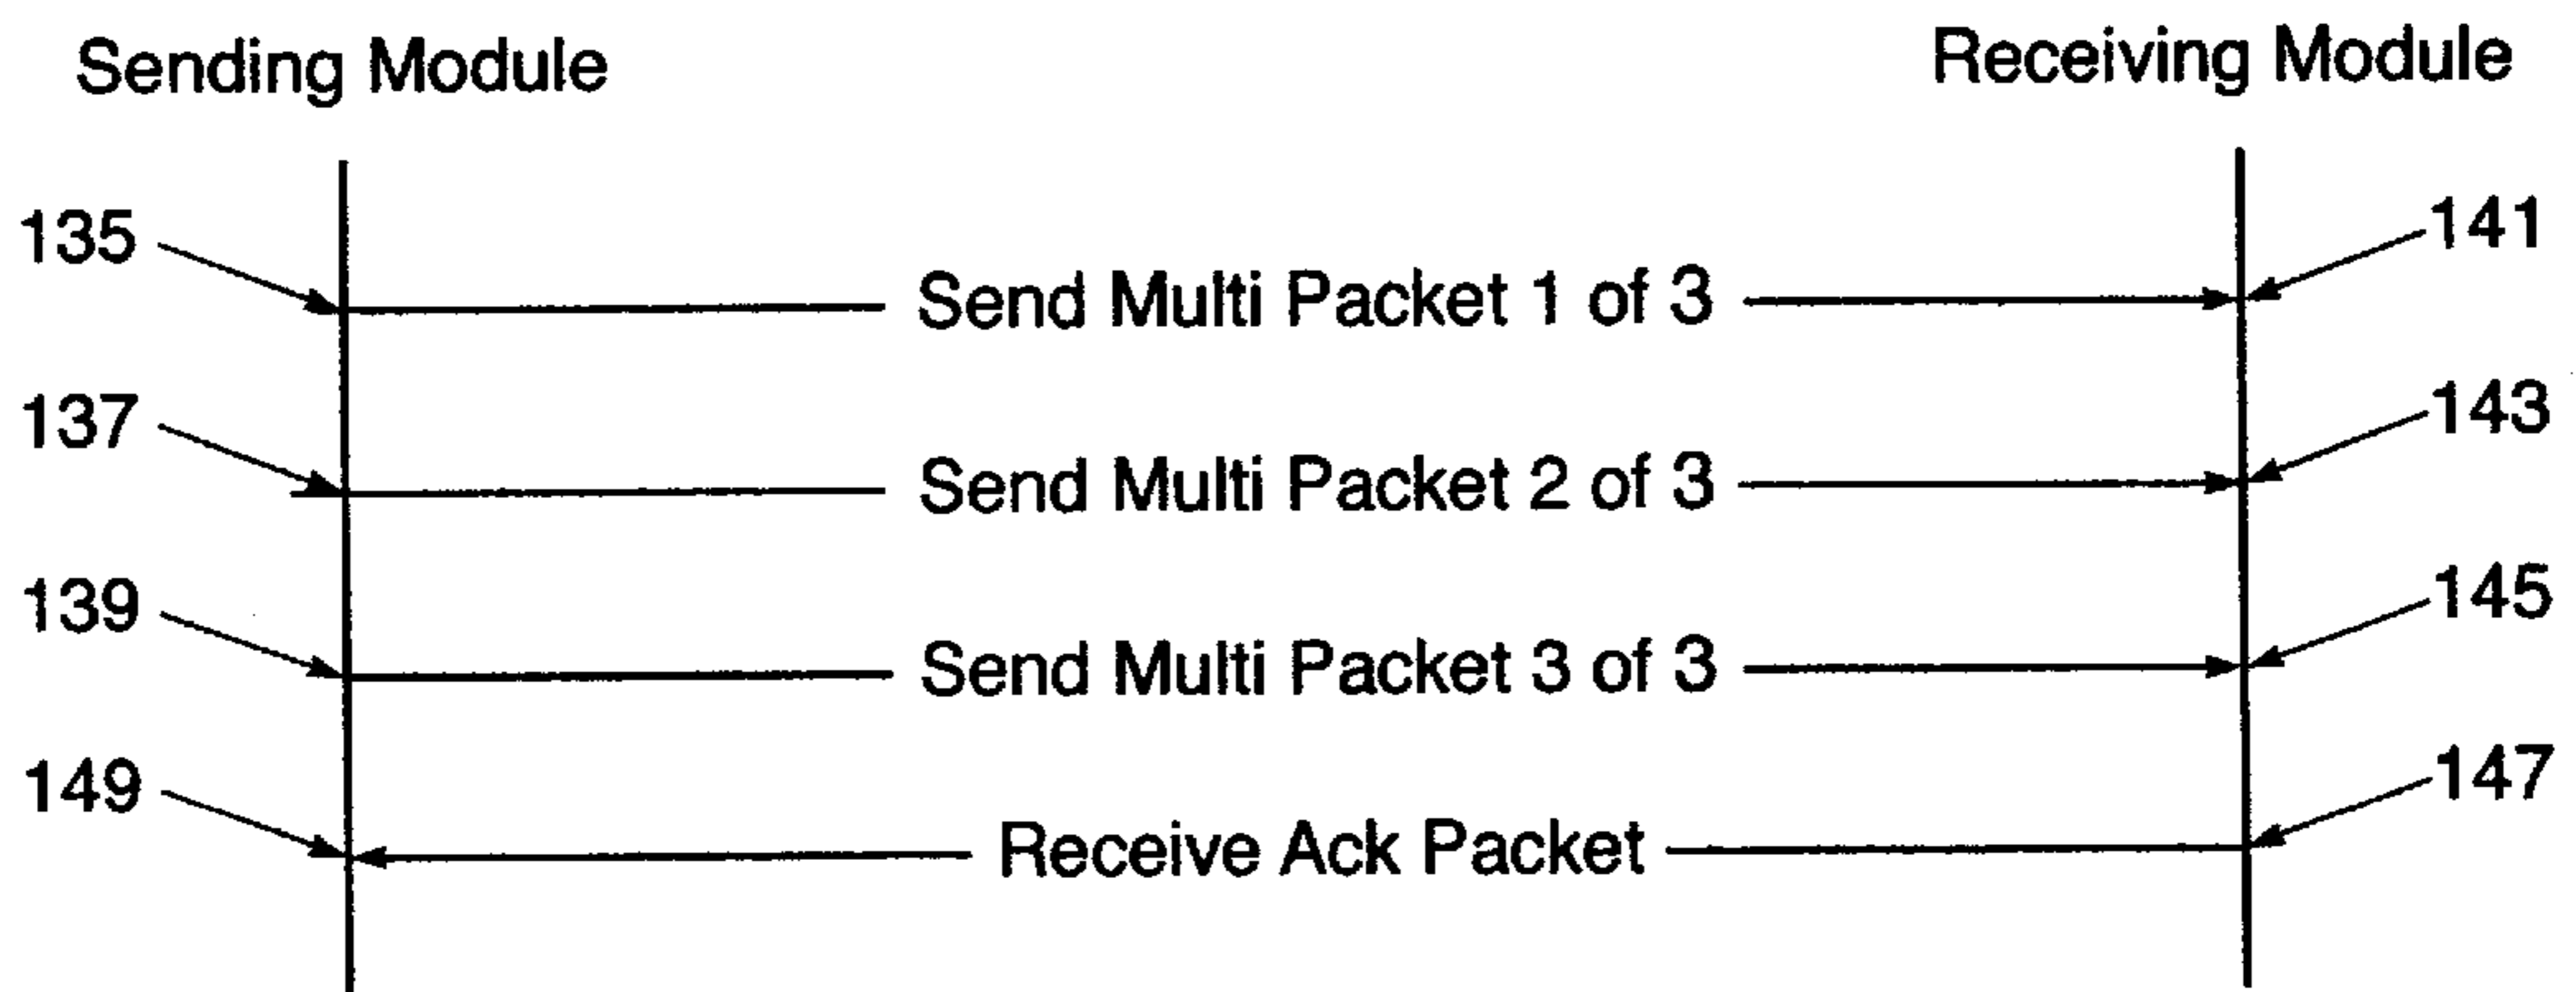 Sending Module Receiving Module
135 141
Send Multi Packet 1 of 3
137 143
Send Multi Packet 2 of 3
139 145
Send Multi Packet 3 of 3
149 147
Receive Ack Packet